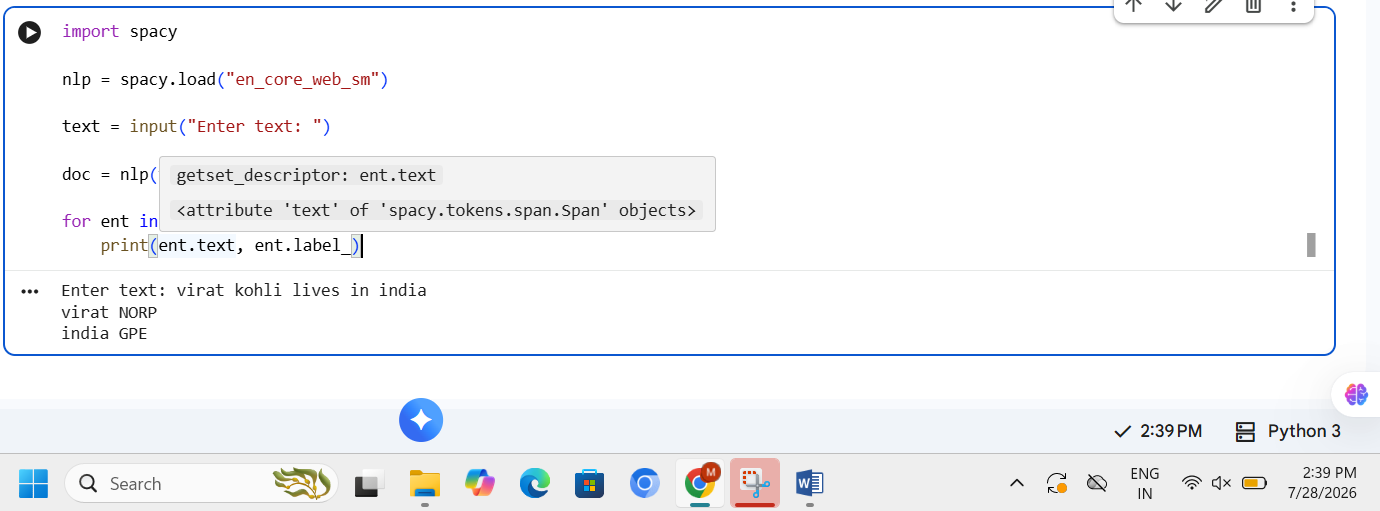 import spacy
nlp = spacy.load("en_core_web_sm")
text = input("Enter text: ")
doc = nlp(
getset_descriptor: ent.text
<attribute 'text' of 'spacy.tokens.span.Span' objects>
for ent in
print(ent.text, ent.label_)
Enter text: virat kohli lives in india
virat NORP
india GPE
2:39 PM Python 3
Search
M
W
ENG
IN
2:39 PM
7/28/2026